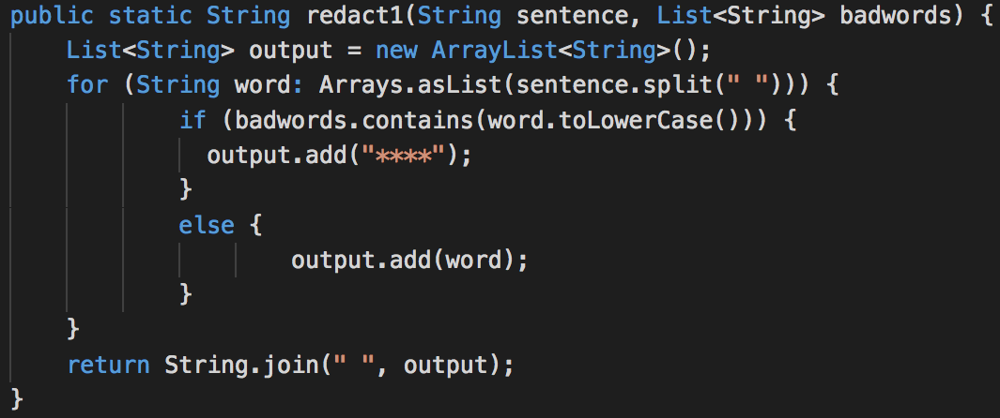 public static String redact1(String sentence, List<String> badwords) {
    List<String> output = new ArrayList<String>();
    for (String word: Arrays.asList(sentence.split(" "))) {
            if (badwords.contains(word.toLowerCase())) {
              output.add("****");
            }
            else {
                    output.add(word);
            }
    }
    return String.join(" ", output);
}